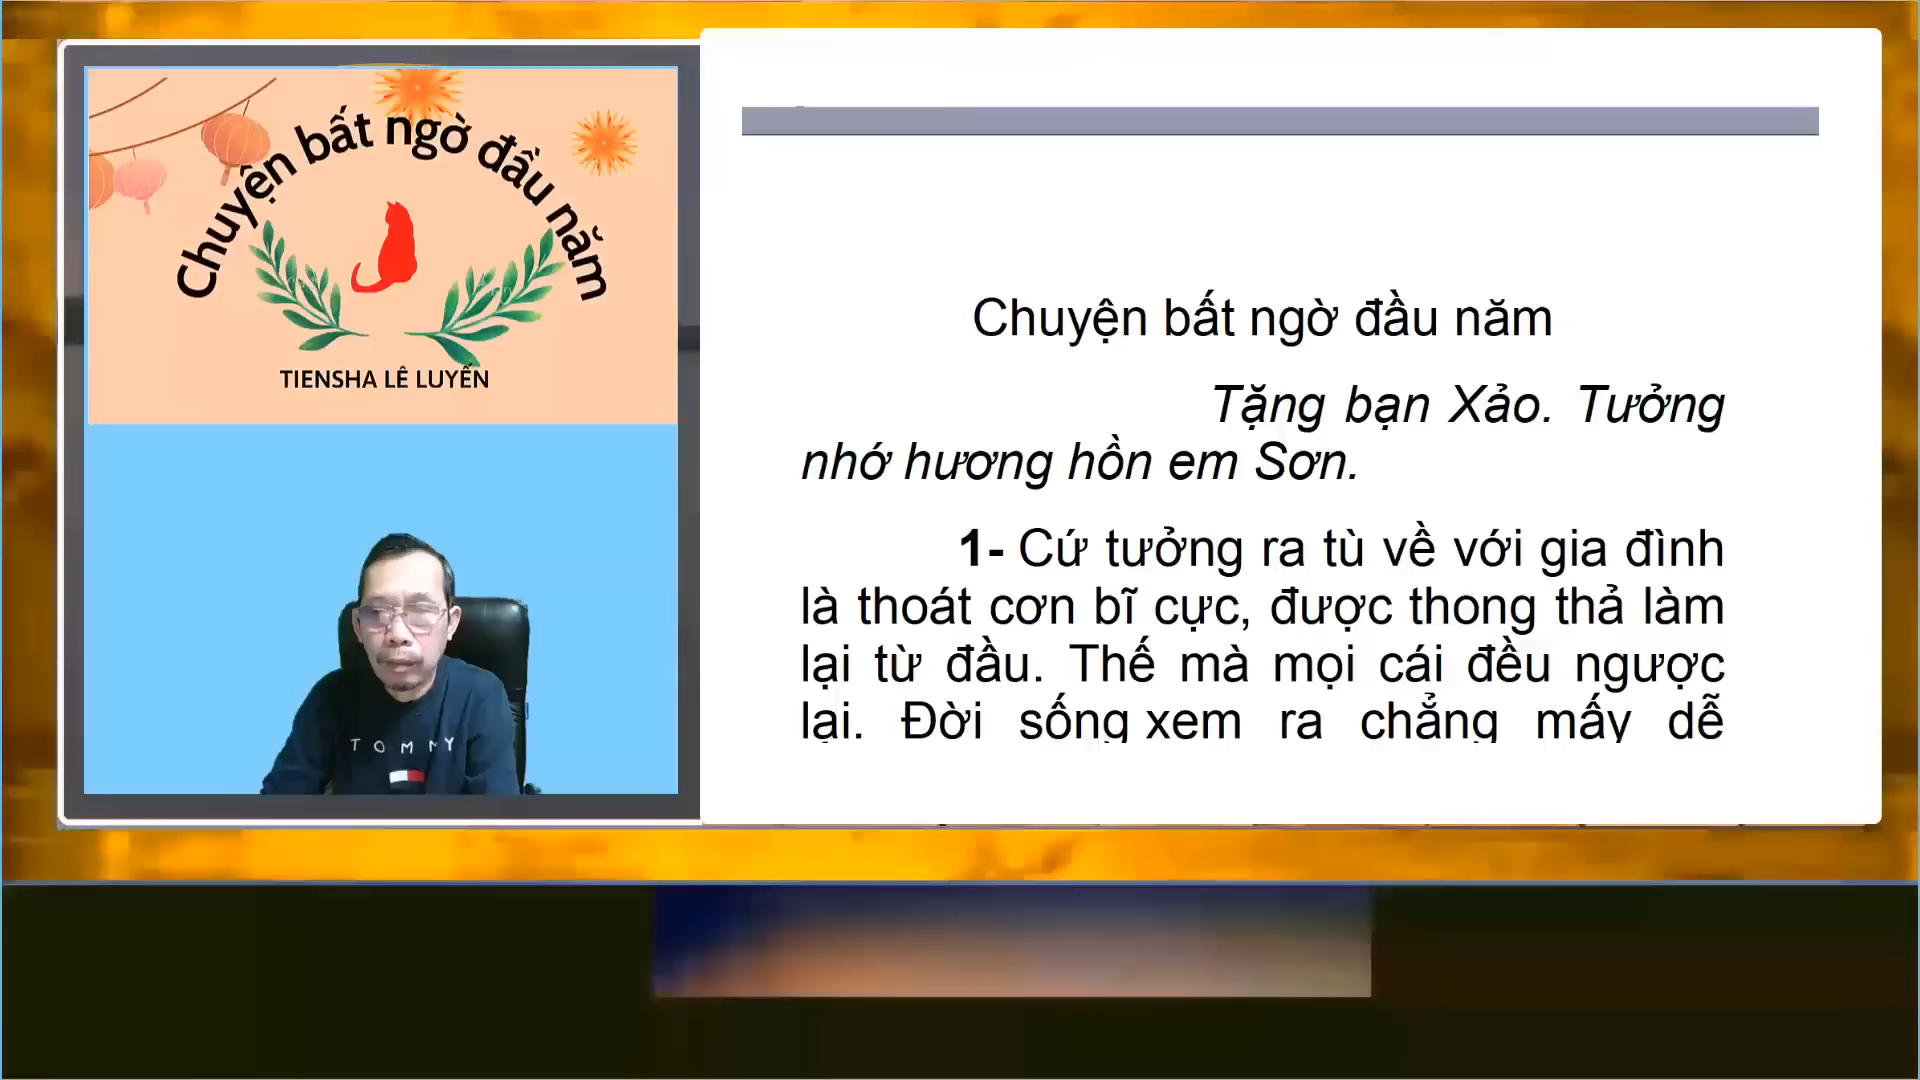 Chuyện bất ngờ đầu năm
TIENSHA LÊ LUYẾN
TOMMY
Chuyện bất ngờ đầu năm
Tặng bạn Xảo. Tưởng
nhớ hương hồn em Sơn.
1- Cứ tưởng ra tù về với gia đình
là thoát cơn bĩ cực, được thong thả làm
lại từ đầu. Thế mà mọi cái đều ngược
lại. Đời sống xem ra chẳng mấy dễ